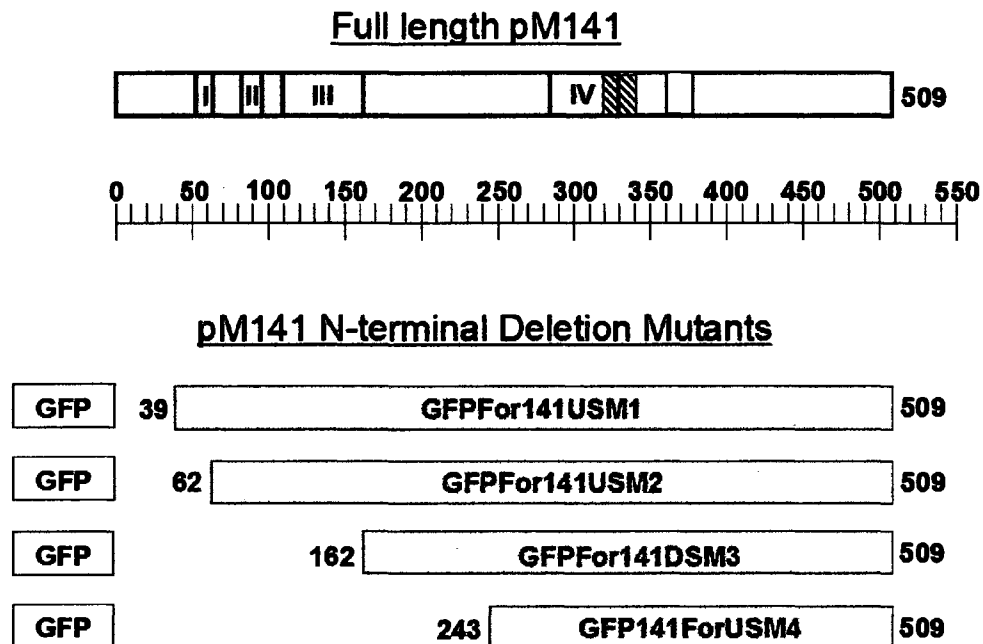 Full length pM141
I II III IV 509
0 50 100 150 200 250 300 350 400 450 500 550
pM141 N-terminal Deletion Mutants
GFP 39 GFPFor141USM1 509
GFP 62 GFPFor141USM2 509
GFP 162 GFPFor141DSM3 509
GFP 243 GFP141ForUSM4 509